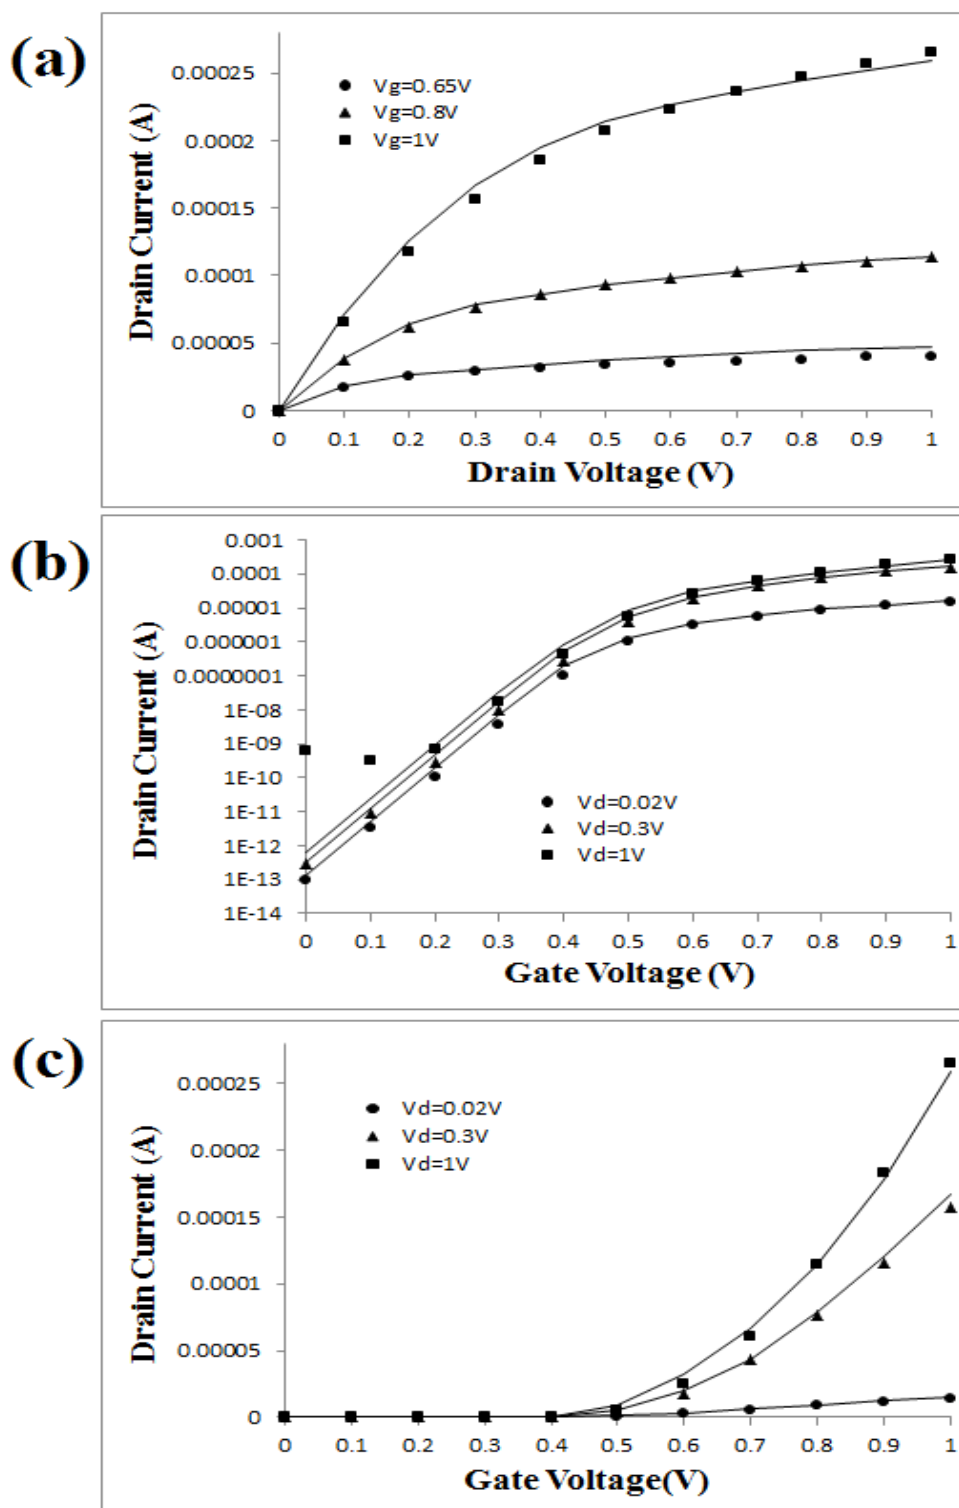 (a)
0.00025
0.0002
0.00015
0.0001
0.00005
0
Drain Current (A)
Vg=0.65V
Vg=0.8V
Vg=1V
0 0.1 0.2 0.3 0.4 0.5 0.6 0.7 0.8 0.9 1
Drain Voltage (V)
(b)
0.001
0.0001
0.00001
0.000001
0.0000001
1E-08
1E-09
1E-10
1E-11
1E-12
1E-13
1E-14
Drain Current (A)
Vd=0.02V
Vd=0.3V
Vd=1V
0 0.1 0.2 0.3 0.4 0.5 0.6 0.7 0.8 0.9 1
Gate Voltage (V)
(c)
0.00025
0.0002
0.00015
0.0001
0.00005
0
Drain Current (A)
Vd=0.02V
Vd=0.3V
Vd=1V
0 0.1 0.2 0.3 0.4 0.5 0.6 0.7 0.8 0.9 1
Gate Voltage(V)